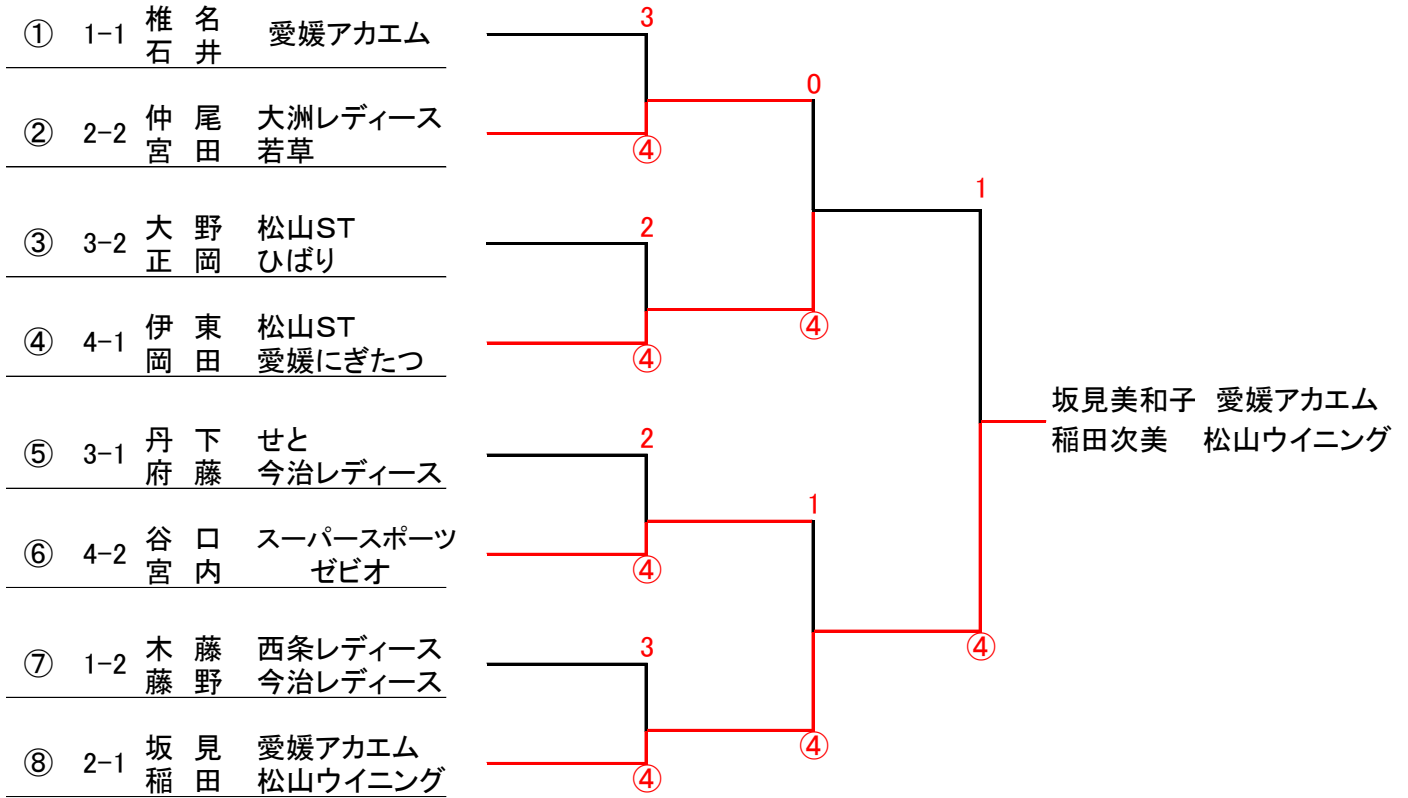 ① 1-1 椎名 愛媛アカエム
石井
3
0
② 2-2 仲尾 大洲レディース
宮田 若草
④
1
③ 3-2 大野 松山ST
正岡 ひばり
2
④ 4-1 伊東 松山ST
岡田 愛媛にぎたつ
④
④
坂見美和子 愛媛アカエム
稲田次美 松山ウイニング
⑤ 3-1 丹下 せと
府藤 今治レディース
2
1
⑥ 4-2 谷口 スーパースポーツ
宮内 ゼビオ
④
⑦ 1-2 木藤 西条レディース
藤野 今治レディース
3
④
⑧ 2-1 坂見 愛媛アカエム
稲田 松山ウイニング
④
④